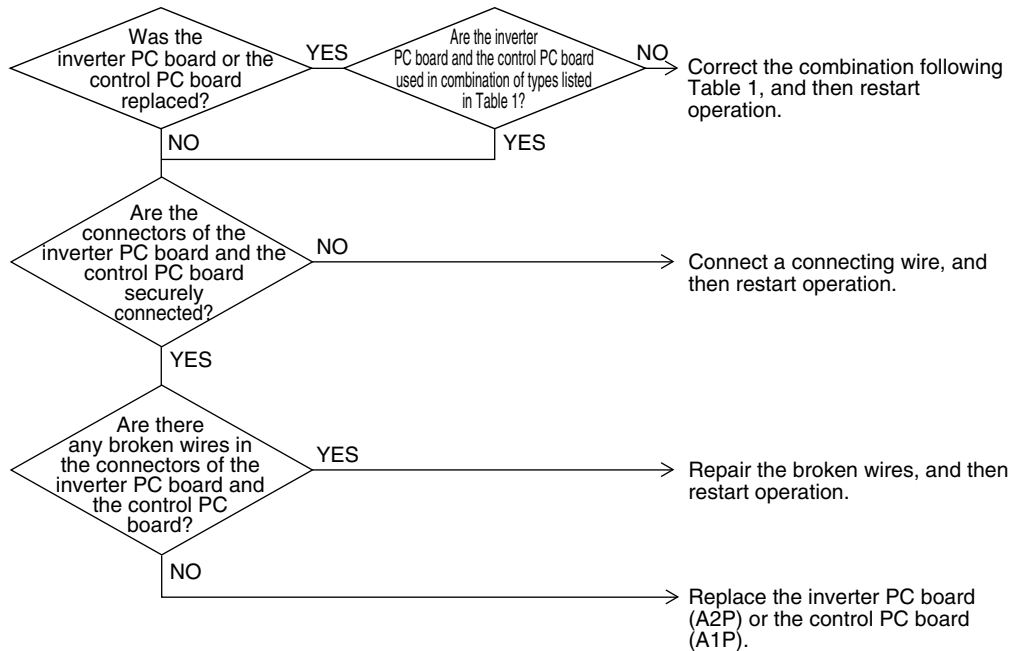 Was the
inverter PC board or the
control PC board
replaced?
YES
Are the inverter
PC board and the control PC board
used in combination of types listed
in Table 1?
NO
Correct the combination following
Table 1, and then restart
operation.
NO
YES
Are the
connectors of the
inverter PC board and the
control PC board
securely
connected?
NO
Connect a connecting wire, and
then restart operation.
YES
Are there
any broken wires in
the connectors of the
inverter PC board and
the control PC
board?
YES
Repair the broken wires, and then
restart operation.
NO
Replace the inverter PC board
(A2P) or the control PC board
(A1P).